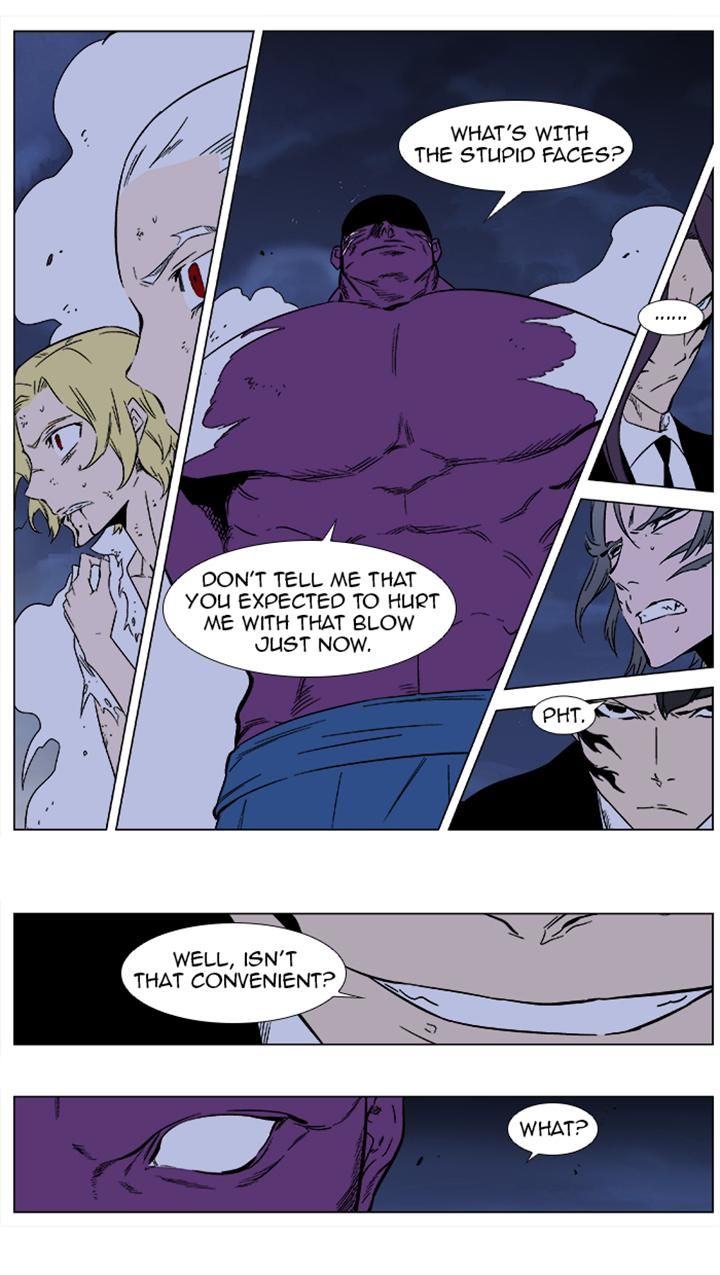 WHAT'S WITH
THE STUPID FACES?
......
DON'T TELL ME THAT
YOU EXPECTED TO HURT
ME WITH THAT BLOW
JUST NOW.
PHT.
WELL, ISN'T
THAT CONVENIENT?
WHAT?